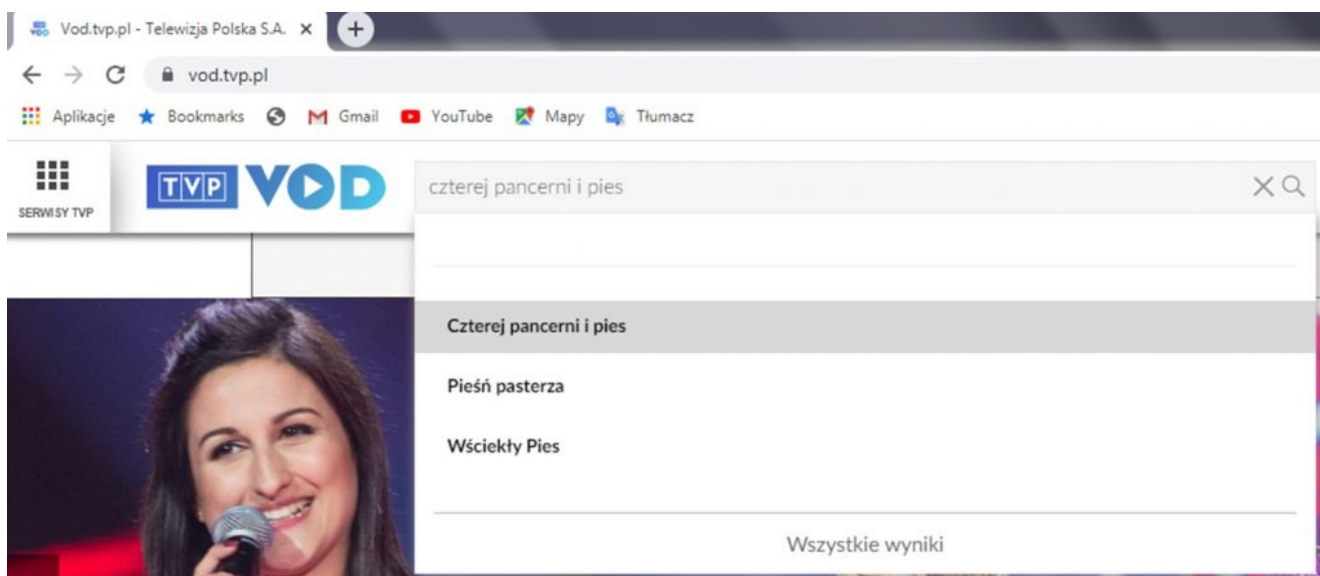 Vod.tvp.pl - Telewizja Polska S.A.
vod.tvp.pl
Aplikacje Bookmarks Gmail YouTube Mapy Tłumacz
SERWISY TVP
TVP VOD
czterej pancerni i pies
Czterej pancerni i pies
Pieśń pasterza
Wściekły Pies
Wszystkie wyniki